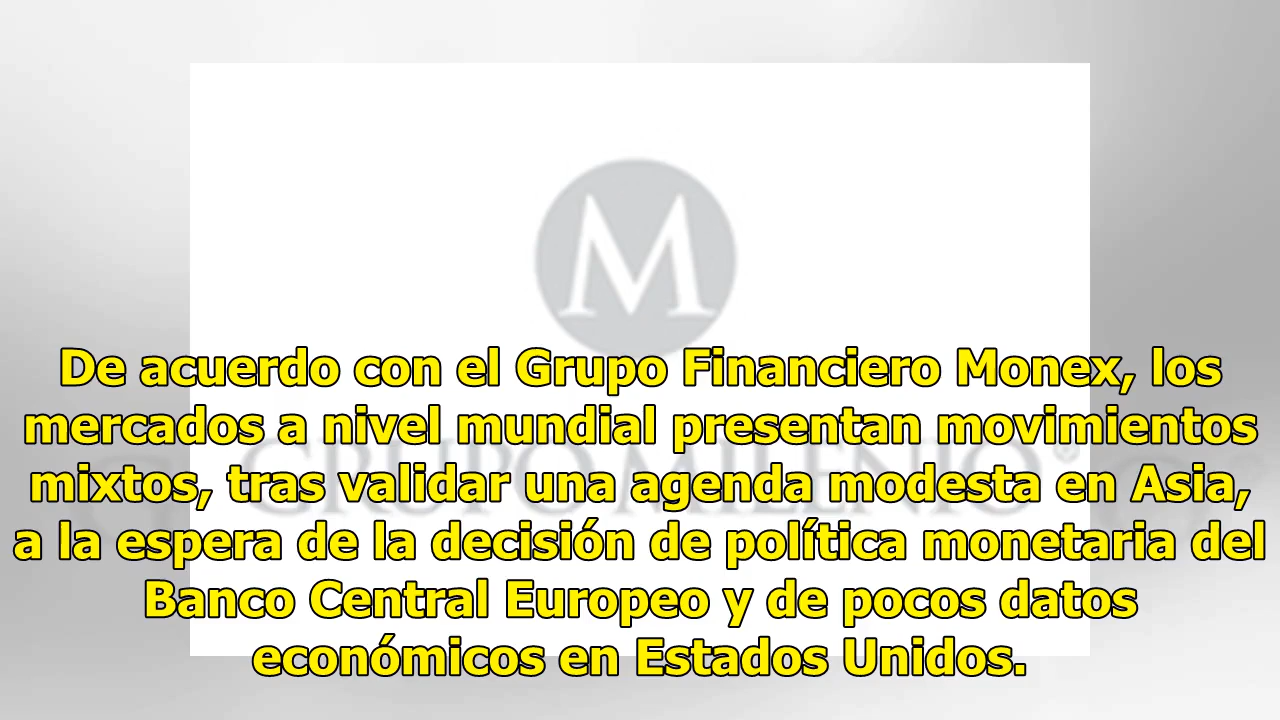 M
De acuerdo con el Grupo Financiero Monex, los
mercados a nivel mundial presentan movimientos
mixtos, tras validar una agenda modesta en Asia,
GRUPO MILENIO®
a la espera de la decisión de política monetaria del
Banco Central Europeo y de pocos datos
económicos en Estados Unidos.